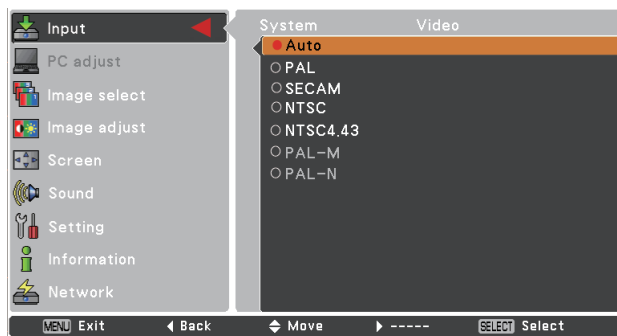 Input
PC adjust
Image select
Image adjust
Screen
Sound
Setting
Information
Network
System Video
Auto
PAL
SECAM
NTSC
NTSC4.43
PAL-M
PAL-N
MENU Exit Back Move ----- SELECT Select